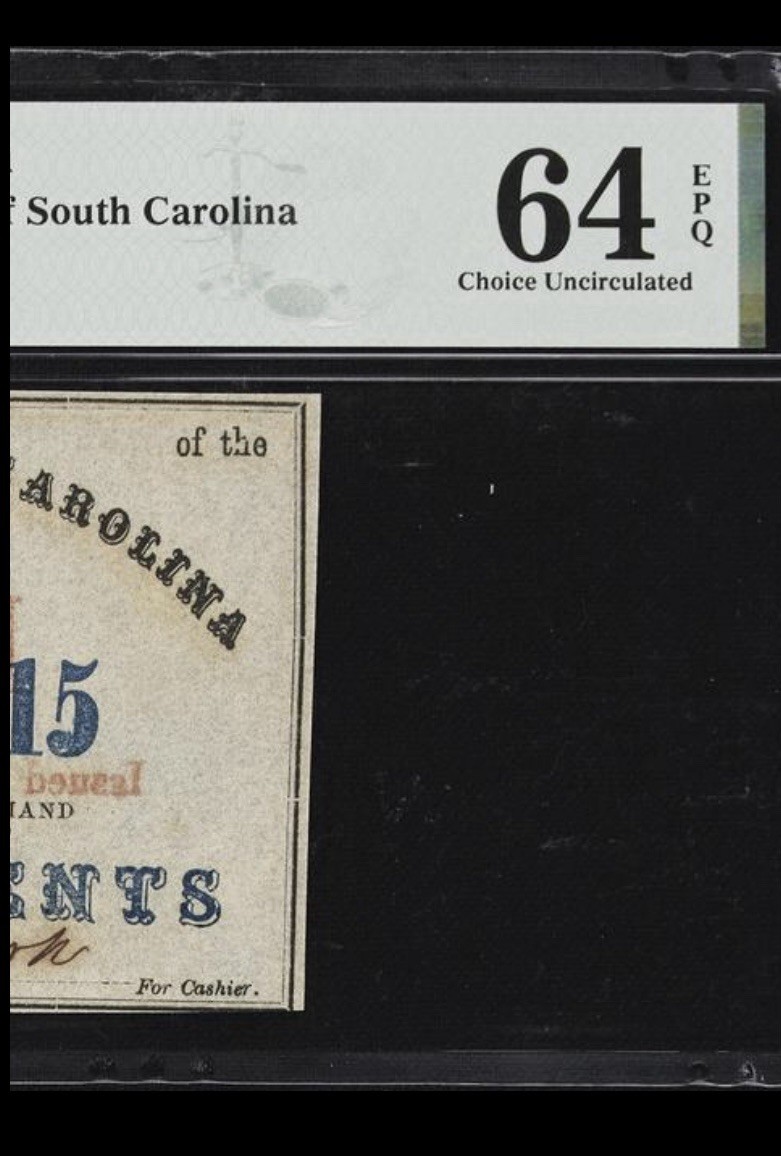 South Carolina
64
EPQ
Choice Uncirculated
of the
AROLINA
15
Issued
AND
ENTS
For Cashier.